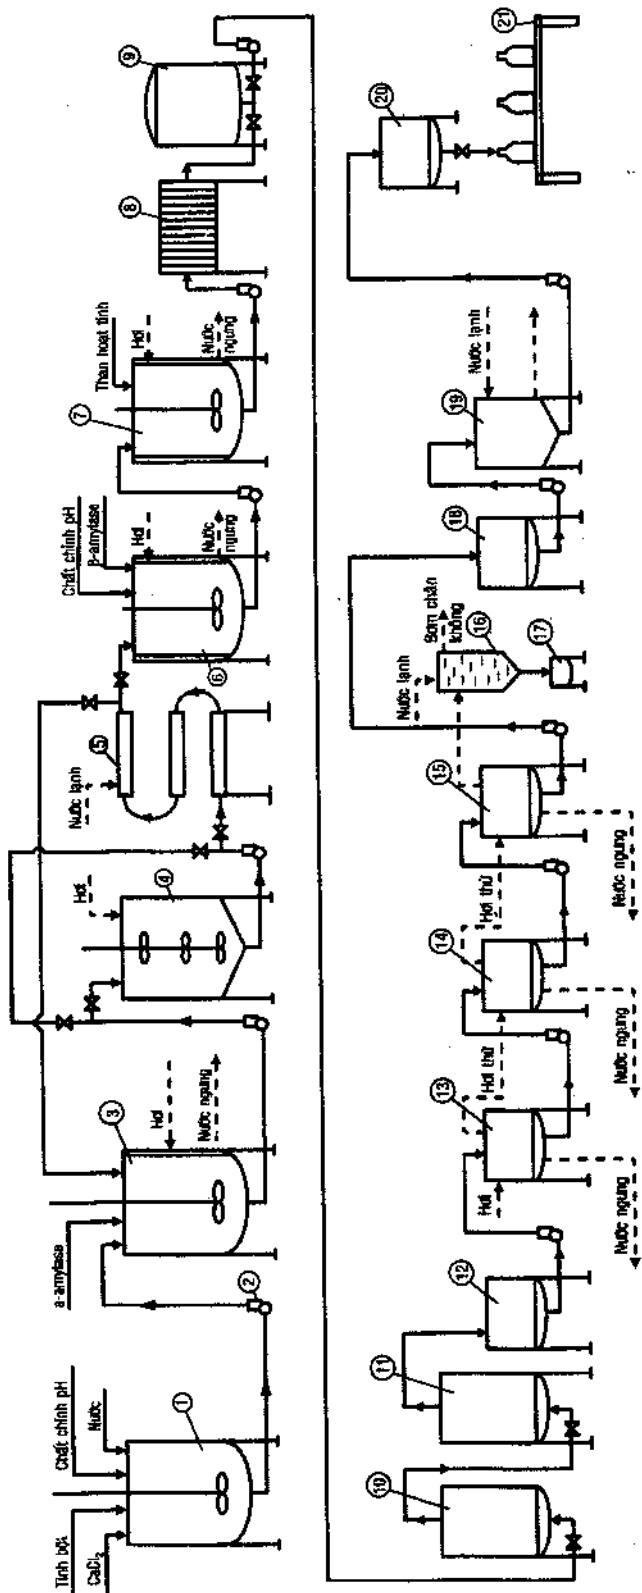 Tinh bột
CaCl₂
Chất chỉnh pH
Nước
1
2
α-amylase
3
Hơi
Nước ngưng
4
Hơi
Nước lạnh
5
Chất chỉnh pH
β-amylase
Hơi
Nước
ngưng
6
Than hoạt tính
7
Hơi
Nước
ngưng
8
9
10
11
12
Hơi
13
Nước ngưng
Hơi thứ
14
Nước ngưng
Hơi thứ
15
Nước ngưng
Nước lạnh
Bơm chân
không
16
17
18
Nước lạnh
19
20
21